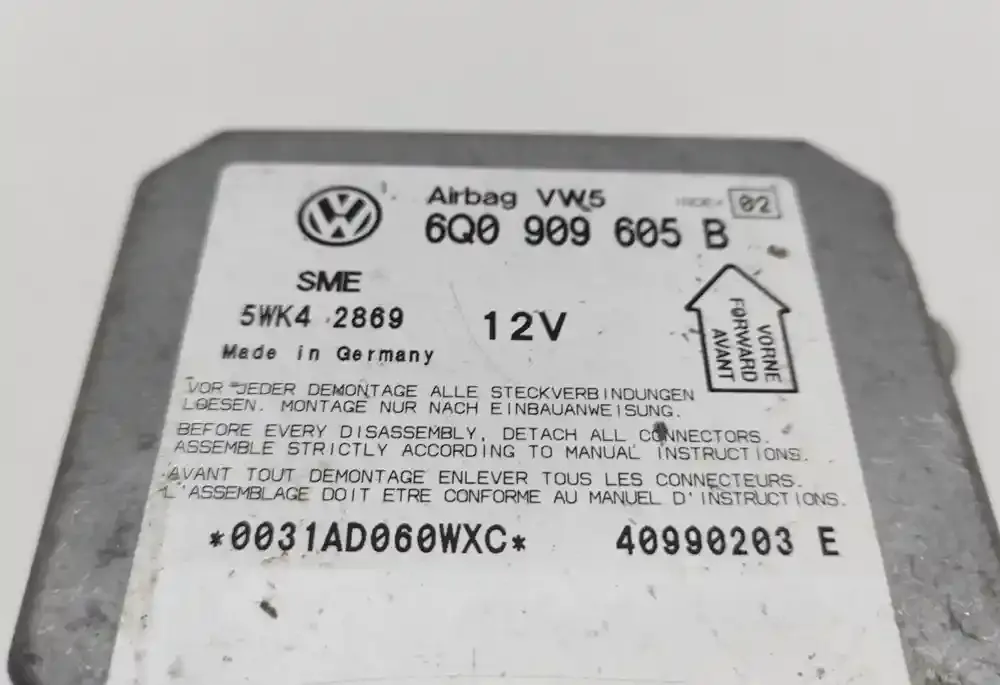 Airbag VW5
INDEX 02
6Q0 909 605 B
SME
5WK4 2869
12V
Made in Germany
VORNE
FORWARD
AVANT
VOR JEDER DEMONTAGE ALLE STECKVERBINDUNGEN
LOESEN. MONTAGE NUR NACH EINBAUANWEISUNG.
BEFORE EVERY DISASSEMBLY, DETACH ALL CONNECTORS.
ASSEMBLE STRICTLY ACCORDING TO MANUAL INSTRUCTIONS.
AVANT TOUT DEMONTAGE ENLEVER TOUS LES CONNECTEURS.
L'ASSEMBLAGE DOIT ETRE CONFORME AU MANUEL D'INSTRUCTIONS.
*0031AD060WXC* 40990203 E